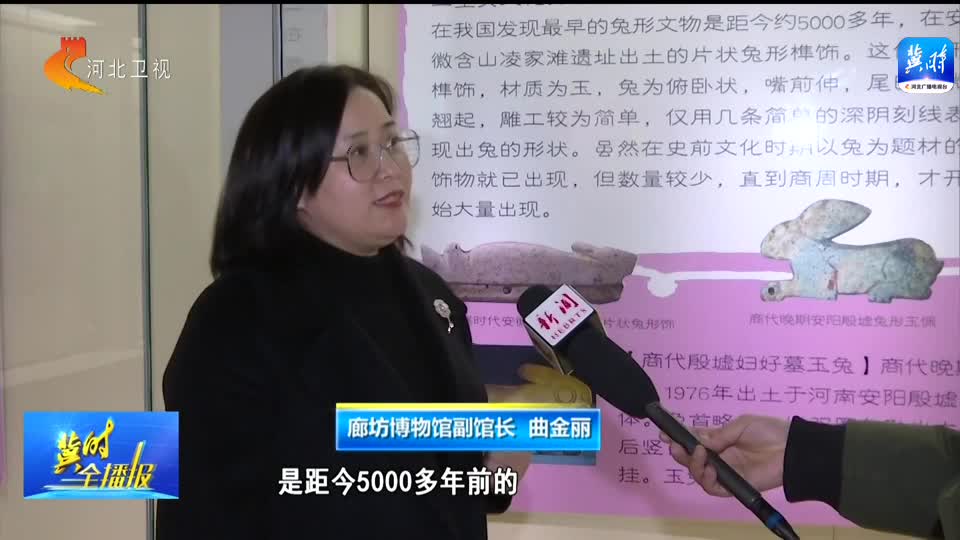 河北卫视
冀时
河北广播电视台
在我国发现最早的兔形文物是距今约5000多年，在安
徽含山凌家滩遗址出土的片状兔形榫饰。这
榫饰，材质为玉，兔为俯卧状，嘴前伸，尾
翘起，雕工较为简单，仅用几条简单的深阴刻线表
现出兔的形状。虽然在史前文化时期以兔为题材的
饰物就已出现，但数量较少，直到商周时期，才开
始大量出现。
片状兔形饰
商代晚期安阳殷墟兔形玉佩
新闻
HEBRTS
【商代殷墟妇好墓玉兔】商代晚期
1976年出土于河南安阳殷墟
体。
后竖
挂。玉
廊坊博物馆副馆长 曲金丽
冀时
全播报
是距今5000多年前的